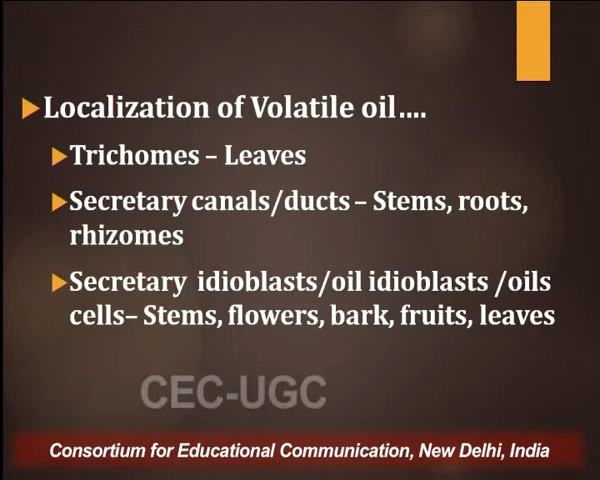 Localization of Volatile oil....
Trichomes – Leaves
Secretary canals/ducts – Stems, roots,
rhizomes
Secretary idioblasts/oil idioblasts /oils
cells– Stems, flowers, bark, fruits, leaves
CEC-UGC
Consortium for Educational Communication, New Delhi, India